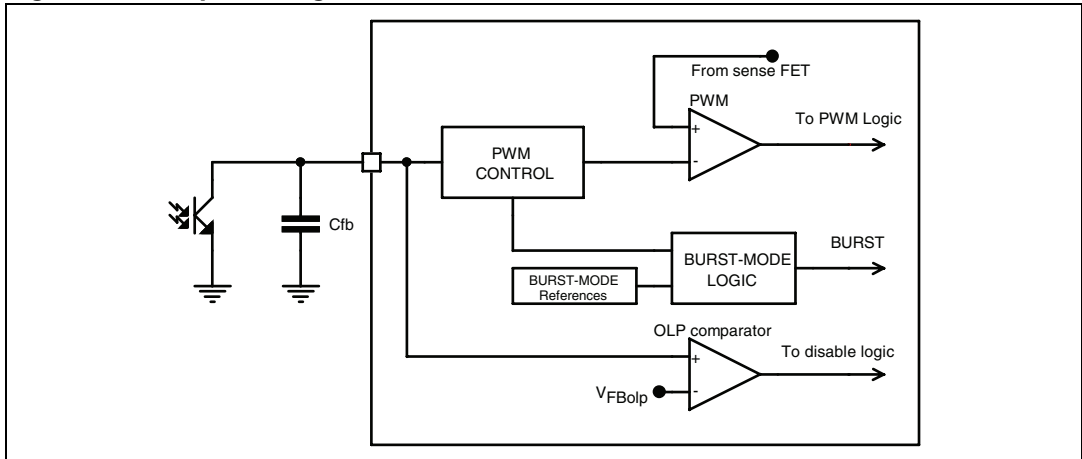 From sense FET
PWM
+
-
To PWM Logic
PWM
CONTROL
Cfb
BURST
BURST-MODE
LOGIC
BURST-MODE
References
OLP comparator
+
-
To disable logic
VFBolp